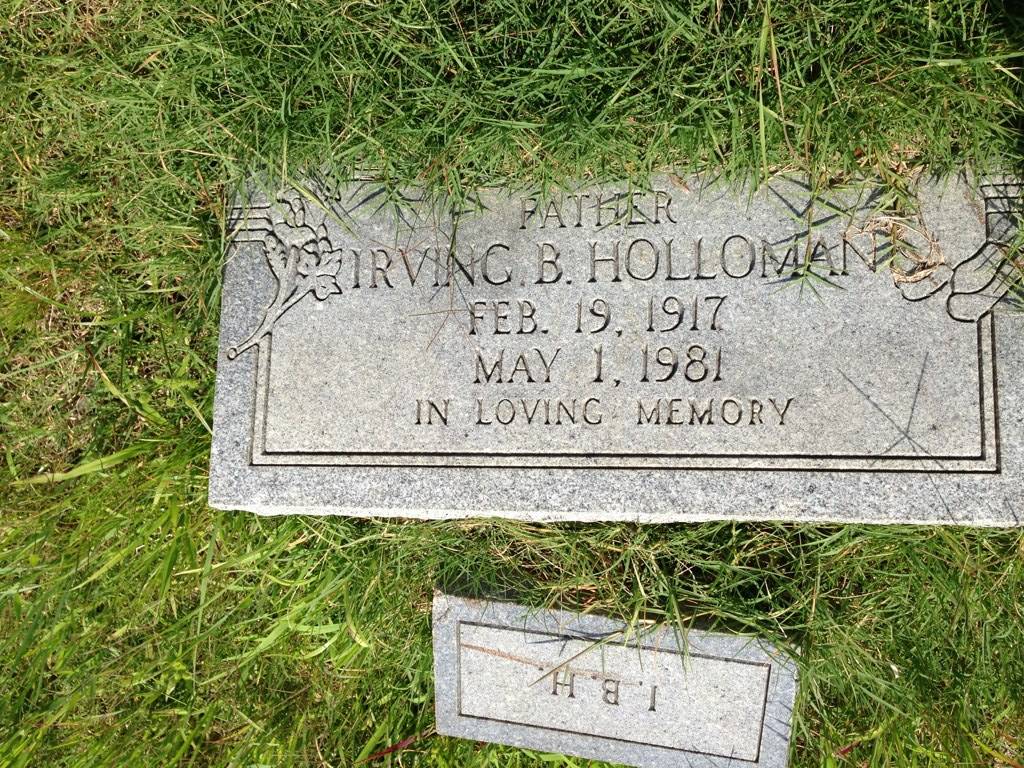 FATHER
IRVING B. HOLLOMAN
FEB. 19, 1917
MAY 1, 1981
IN LOVING MEMORY
I. B. H.